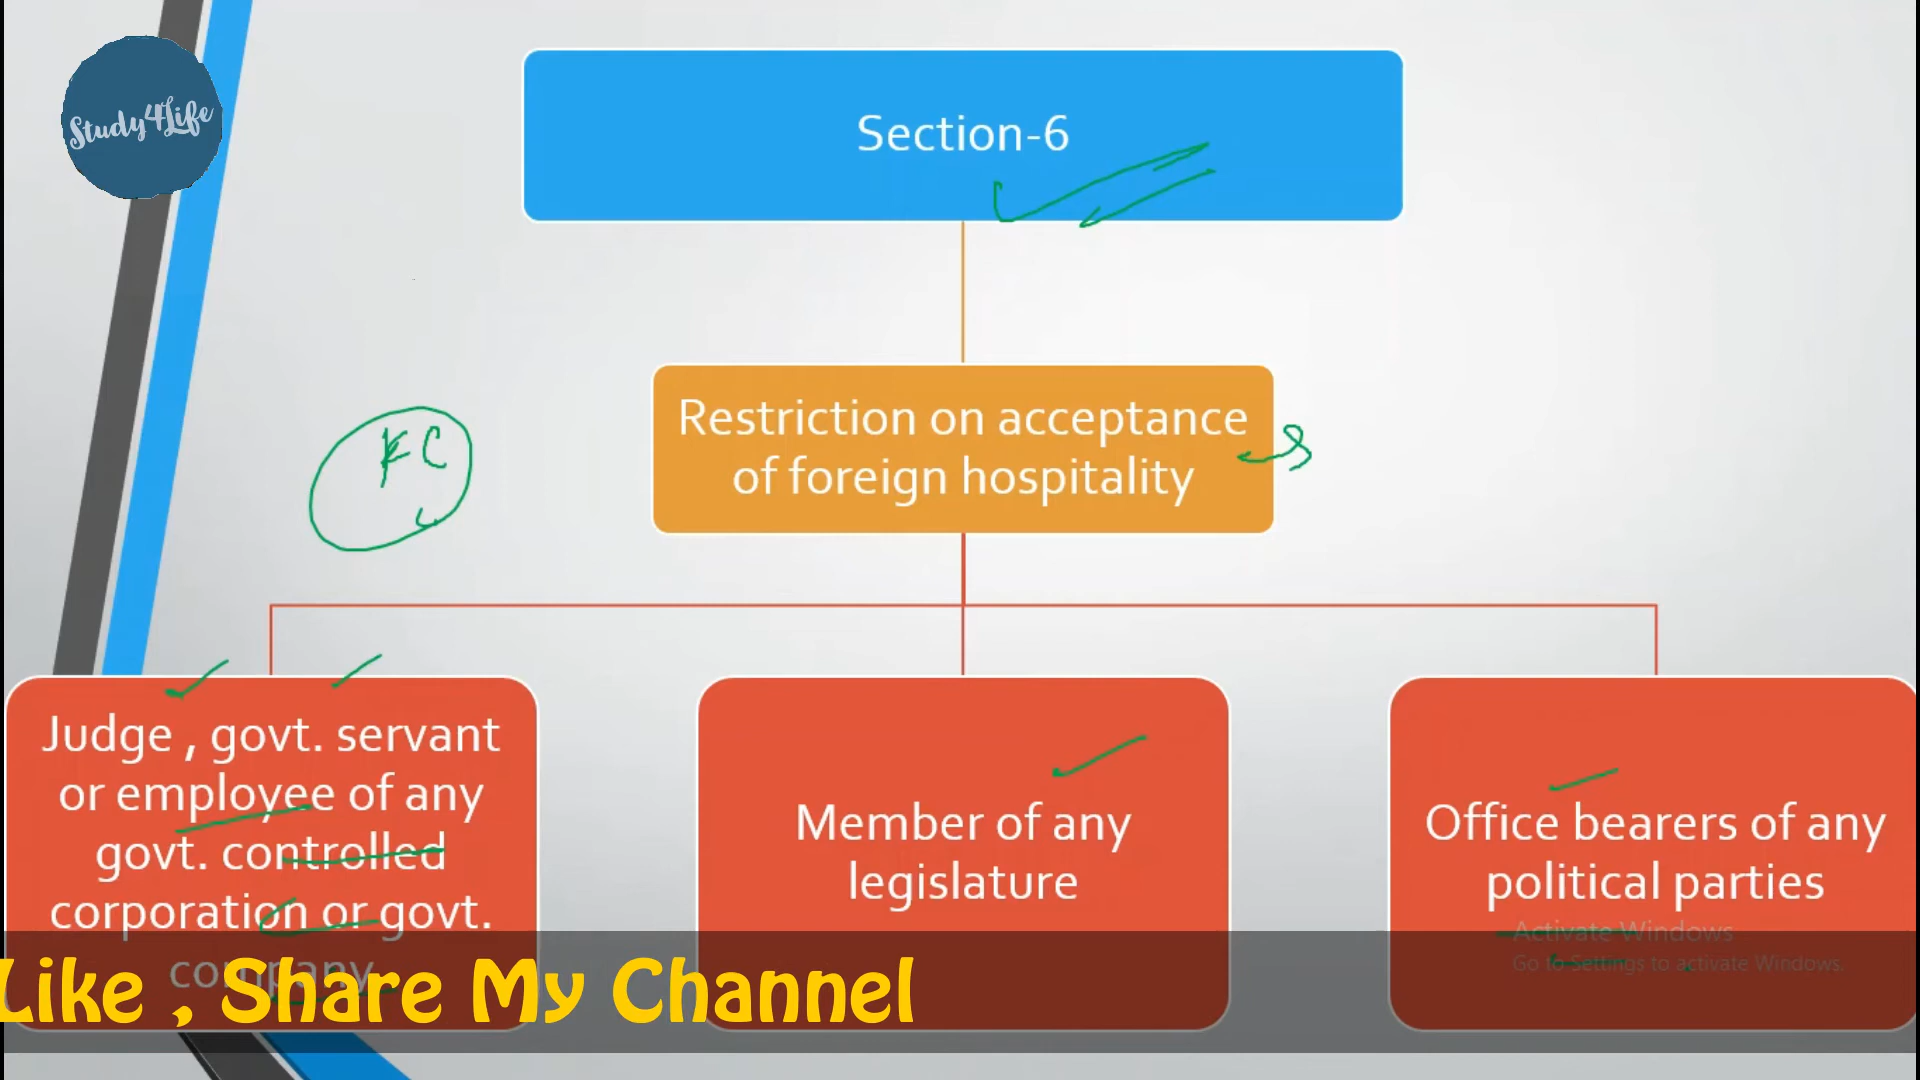 Study4Life
Section-6
Restriction on acceptance
of foreign hospitality
FC
Judge , govt. servant
or employee of any
govt. controlled
corporation or govt.
company
Member of any
legislature
Office bearers of any
political parties
Activate Windows
Go to Settings to activate Windows.
Like , Share My Channel